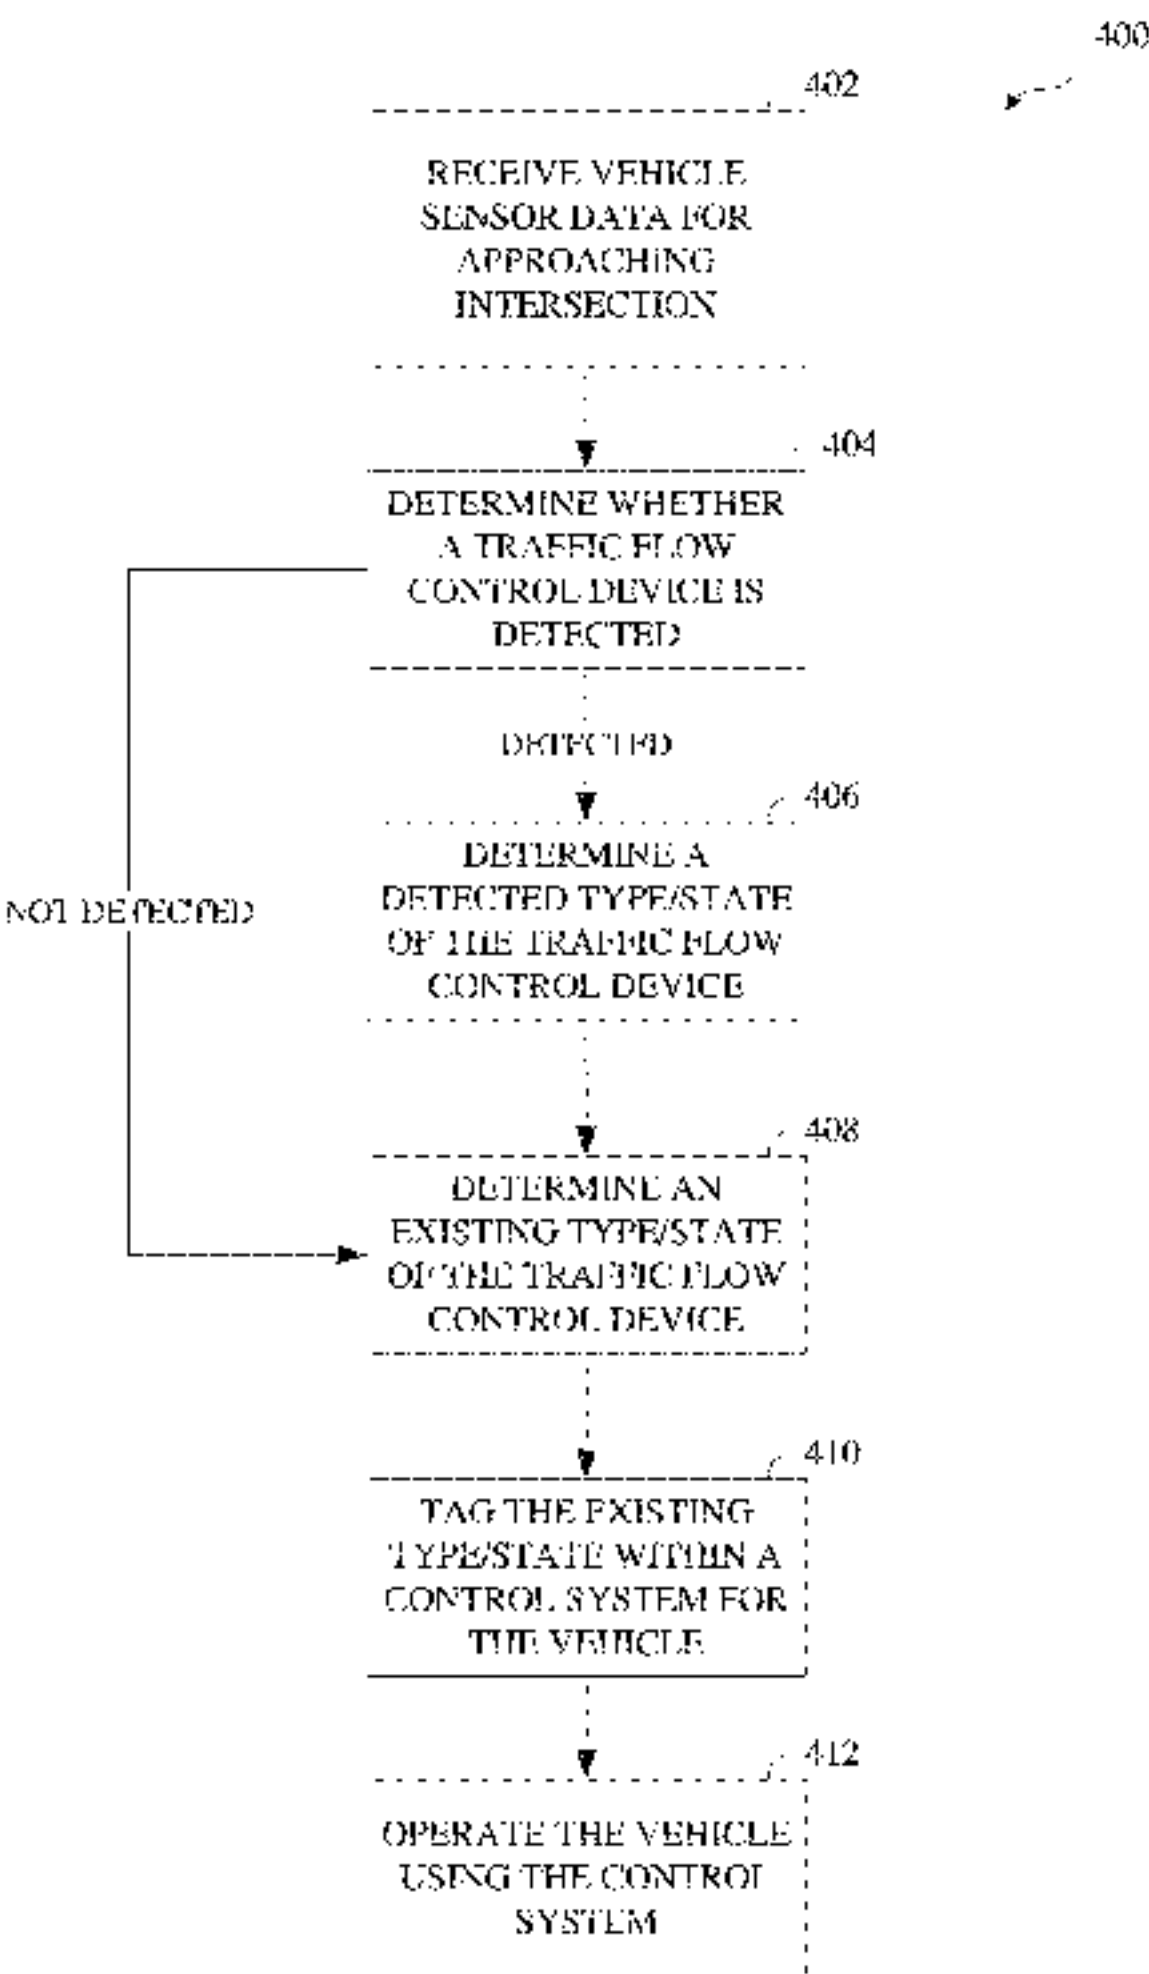 400
402
RECEIVE VEHICLE
SENSOR DATA FOR
APPROACHING
INTERSECTION
404
DETERMINE WHETHER
A TRAFFIC FLOW
CONTROL DEVICE IS
DETECTED
DETECTED
406
DETERMINE A
DETECTED TYPE/STATE
OF THE TRAFFIC FLOW
CONTROL DEVICE
NOT DETECTED
408
DETERMINE AN
EXISTING TYPE/STATE
OF THE TRAFFIC FLOW
CONTROL DEVICE
410
TAG THE EXISTING
TYPE/STATE WITHIN A
CONTROL SYSTEM FOR
THE VEHICLE
412
OPERATE THE VEHICLE
USING THE CONTROL
SYSTEM